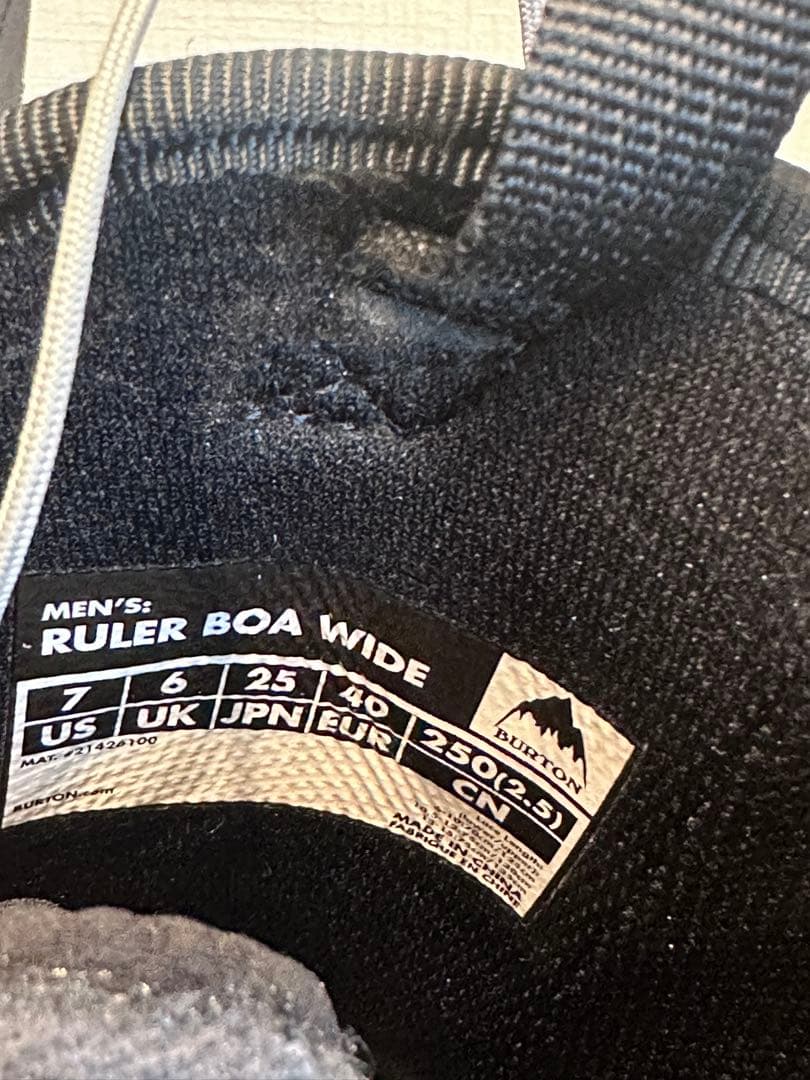 MEN'S:
RULER BOA WIDE
7 6 25 40 250(2.5)
US UK JPN EUR CN
BURTON
MAT. #21426100
BURTON.com
MADE IN CHINA
FABRIQUE EN CHINE